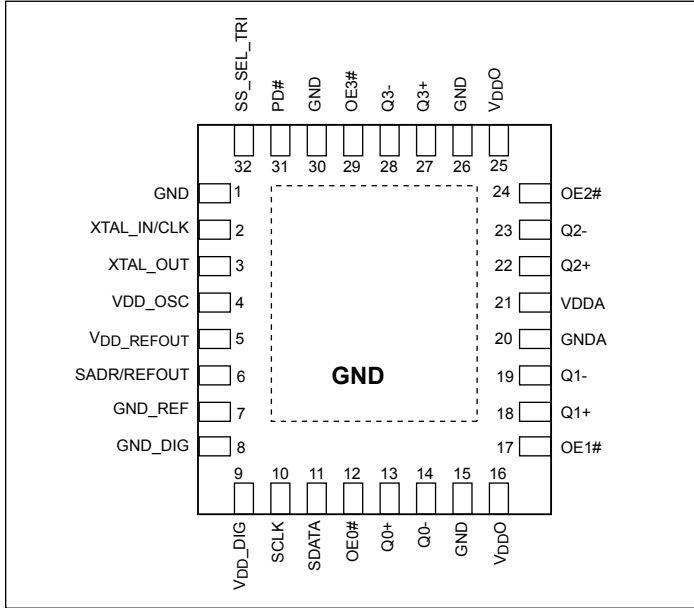 SS_SEL_TRI
PD#
GND
OE3#
Q3-
Q3+
GND
VDDO
32 31 30 29 28 27 26 25
GND 1
XTAL_IN/CLK 2
XTAL_OUT 3
VDD_OSC 4
VDD_REFOUT 5
SADR/REFOUT 6
GND_REF 7
GND_DIG 8
GND
24 OE2#
23 Q2-
22 Q2+
21 VDDA
20 GNDA
19 Q1-
18 Q1+
17 OE1#
9 10 11 12 13 14 15 16
VDD_DIG
SCLK
SDATA
OE0#
Q0+
Q0-
GND
VDDO